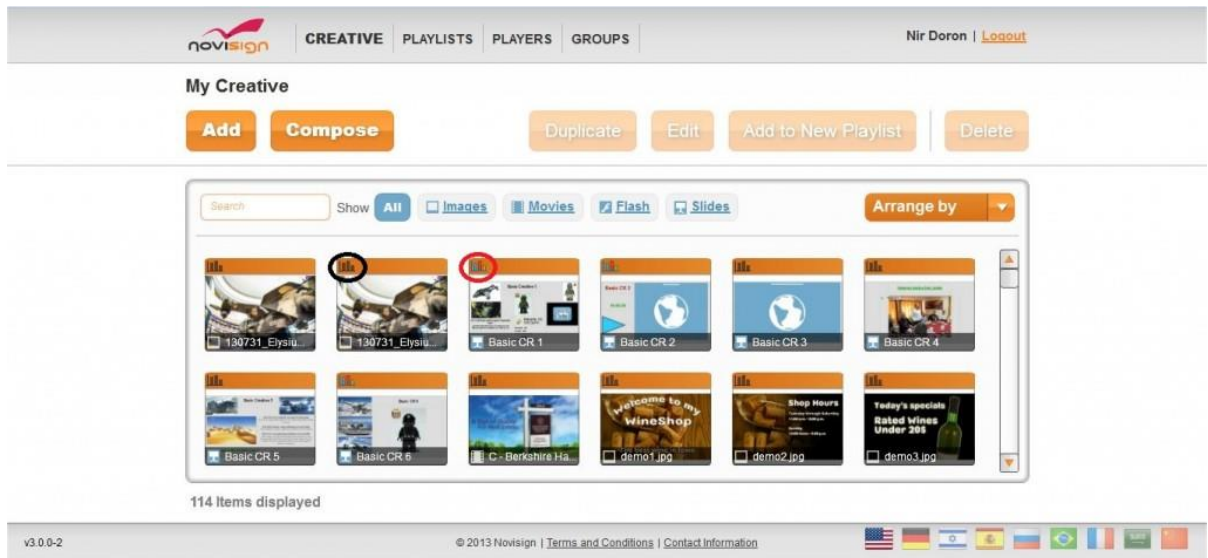 novisign
CREATIVE PLAYLISTS PLAYERS GROUPS
Nir Doron | Logout
My Creative
Add Compose Duplicate Edit Add to New Playlist Delete
Search Show All Images Movies Flash Slides Arrange by
130731_Elysiu... 130731_Elysiu... Basic CR 1 Basic CR 2 Basic CR 3 Basic CR 4
Welcome to my
WineShop
Shop Hours
Today's specials
Rated Wines
Under 20$
Basic CR 5 Basic CR 6 C - Berkshire Ha... demo1.jpg demo2.jpg demo3.jpg
114 Items displayed
v3.0.0-2
© 2013 Novisign | Terms and Conditions | Contact Information